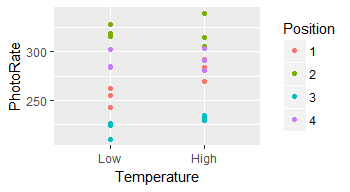 Position
1
2
3
4
PhotoRate
300
250
Low High
Temperature